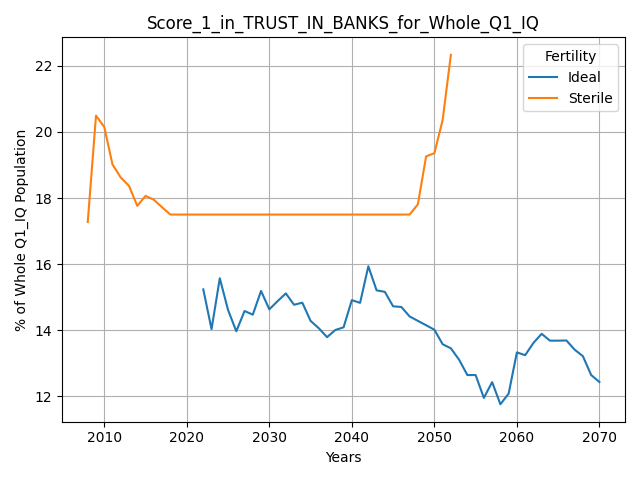 Score_1_in_TRUST_IN_BANKS_for_Whole_Q1_IQ
% of Whole Q1_IQ Population
22
20
18
16
14
12
Fertility
Ideal
Sterile
2010 2020 2030 2040 2050 2060 2070
Years